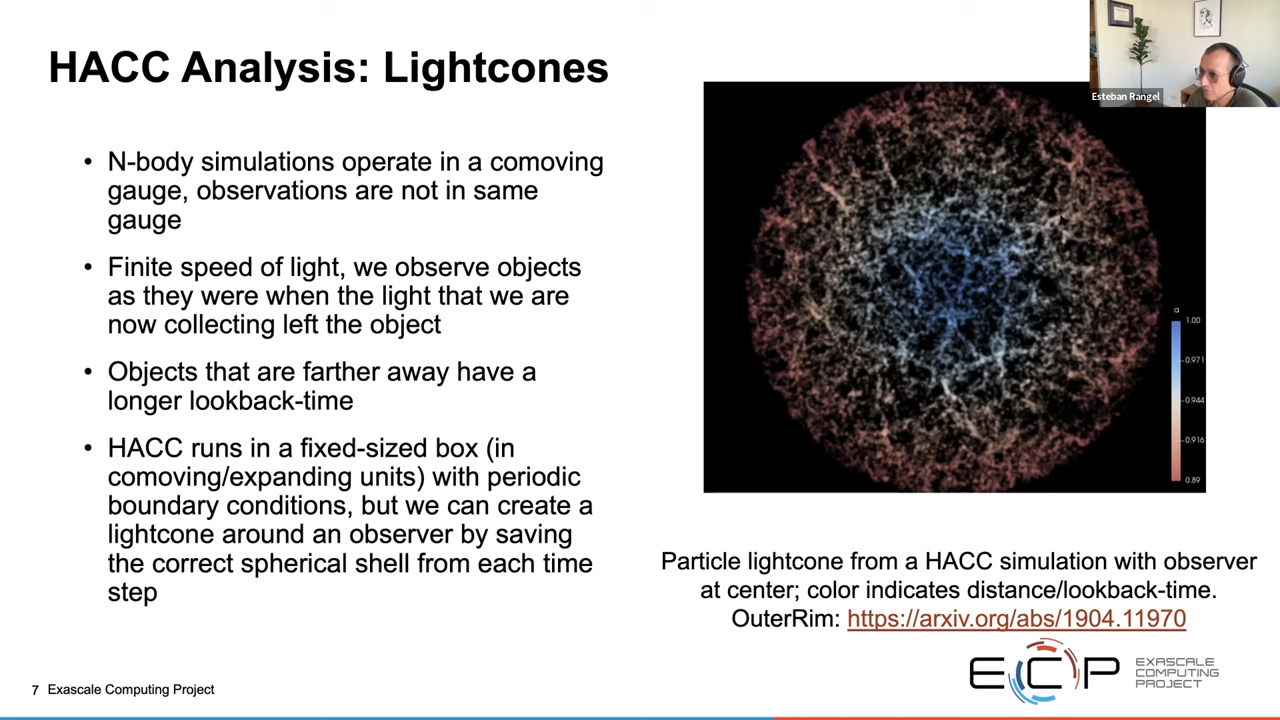 HACC Analysis: Lightcones
Esteban Rangel
• N-body simulations operate in a comoving
gauge, observations are not in same
gauge
• Finite speed of light, we observe objects
as they were when the light that we are
now collecting left the object
• Objects that are farther away have a
longer lookback-time
• HACC runs in a fixed-sized box (in
comoving/expanding units) with periodic
boundary conditions, but we can create a
lightcone around an observer by saving
the correct spherical shell from each time
step
a
1.00
0.971
0.944
0.916
0.89
Particle lightcone from a HACC simulation with observer
at center; color indicates distance/lookback-time.
OuterRim: https://arxiv.org/abs/1904.11970
7 Exascale Computing Project
ECP
EXASCALE
COMPUTING
PROJECT